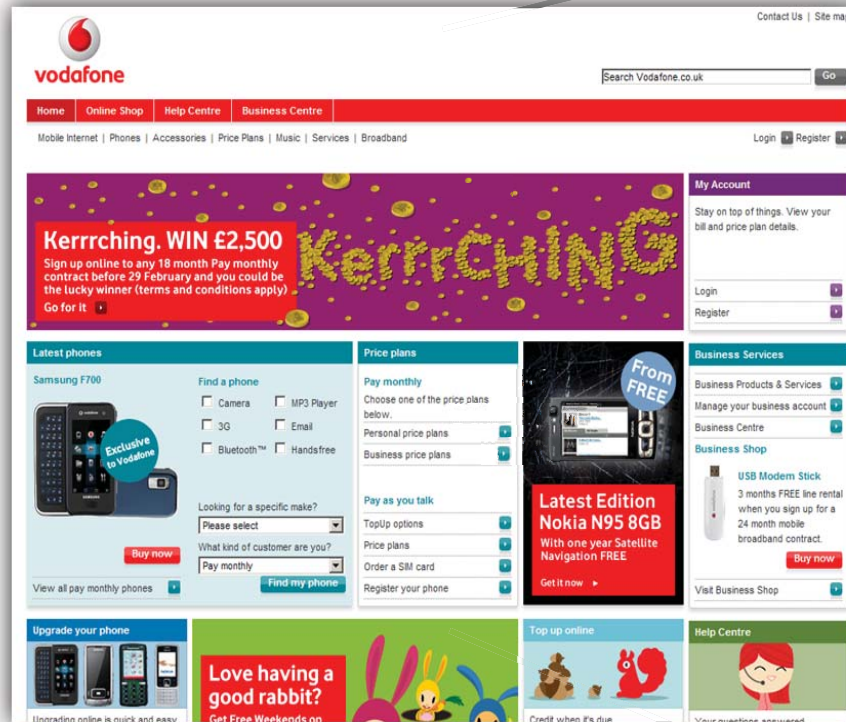 Contact Us | Site map
vodafone
Search Vodafone.co.uk
Go
Home
Online Shop
Help Centre
Business Centre
Mobile Internet | Phones | Accessories | Price Plans | Music | Services | Broadband
Login
Register
Kerrrching. WIN £2,500
Sign up online to any 18 month Pay monthly
contract before 29 February and you could be
the lucky winner (terms and conditions apply)
Go for it
KerrrCHING
My Account
Stay on top of things. View your
bill and price plan details.
Login
Register
Latest phones
Samsung F700
Exclusive
to Vodafone
Buy now
View all pay monthly phones
Find a phone
Camera
MP3 Player
3G
Email
Bluetooth™
Handsfree
Looking for a specific make?
Please select
What kind of customer are you?
Pay monthly
Find my phone
Price plans
Pay monthly
Choose one of the price plans
below.
Personal price plans
Business price plans
Pay as you talk
TopUp options
Price plans
Order a SIM card
Register your phone
From
FREE
Latest Edition
Nokia N95 8GB
With one year Satellite
Navigation FREE
Get it now
Business Services
Business Products & Services
Manage your business account
Business Centre
Business Shop
USB Modem Stick
3 months FREE line rental
when you sign up for a
24 month mobile
broadband contract.
Buy now
Visit Business Shop
Upgrade your phone
Upgrading online is quick and easy
Love having a
good rabbit?
Get Free Weekends on
Top up online
Credit when it's due
Help Centre
Your questions answered